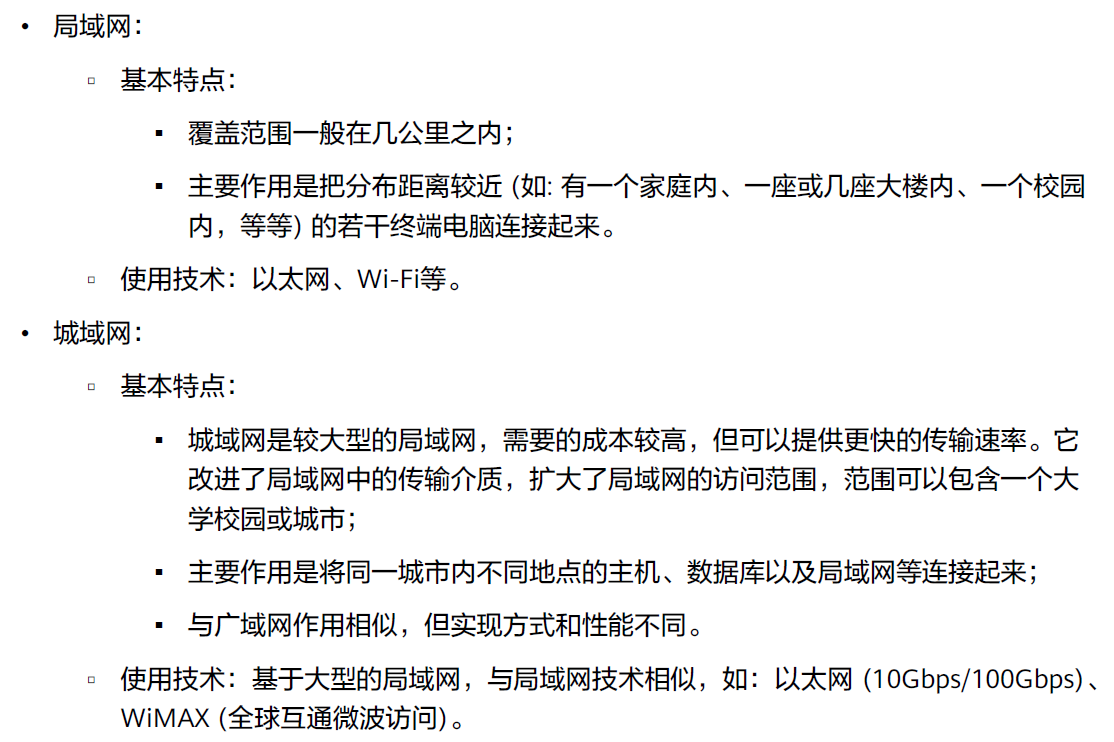 • 局域网：
▫ 基本特点：
▪ 覆盖范围一般在几公里之内；
▪ 主要作用是把分布距离较近 (如: 有一个家庭内、一座或几座大楼内、一个校园
内，等等) 的若干终端电脑连接起来。
▫ 使用技术：以太网、Wi-Fi等。
• 城域网：
▫ 基本特点：
▪ 城域网是较大型的局域网，需要的成本较高，但可以提供更快的传输速率。它
改进了局域网中的传输介质，扩大了局域网的访问范围，范围可以包含一个大
学校园或城市；
▪ 主要作用是将同一城市内不同地点的主机、数据库以及局域网等连接起来；
▪ 与广域网作用相似，但实现方式和性能不同。
▫ 使用技术：基于大型的局域网，与局域网技术相似，如：以太网 (10Gbps/100Gbps)、
WiMAX (全球互通微波访问)。